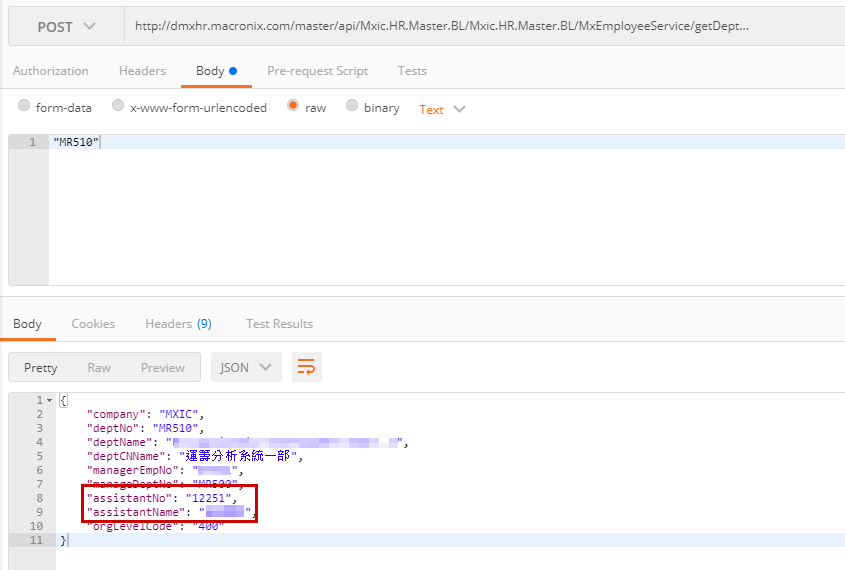 POST http://dmxhr.macronix.com/master/api/Mxic.HR.Master.BL/Mxic.HR.Master.BL/MxEmployeeService/getDept...
Authorization Headers Body Pre-request Script Tests
form-data x-www-form-urlencoded raw binary Text
1 "MR510"
Body Cookies Headers (9) Test Results
Pretty Raw Preview JSON
1 {
2 "company": "MXIC",
3 "deptNo": "MR510",
4 "deptName": " ",
5 "deptCNName": "運籌分析系統一部",
6 "managerEmpNo": " ",
7 "manageDeptNo": "MR500",
8 "assistantNo": "12251",
9 "assistantName": " ",
10 "orgLevelCode": "400"
11 }